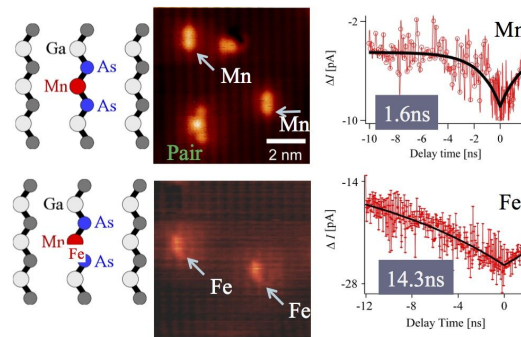 Ga
As
Mn
As
Mn
Mn
Pair
2 nm
Mn
-2
ΔI [pA]
-10
1.6ns
-10 -8 -6 -4 -2 0 2
Delay time [ns]
Ga
As
Mn
Fe
As
Fe
Fe
Fe
-14
Δ I [pA]
-28
14.3ns
-12 -8 -4 0
Delay Time [ns]